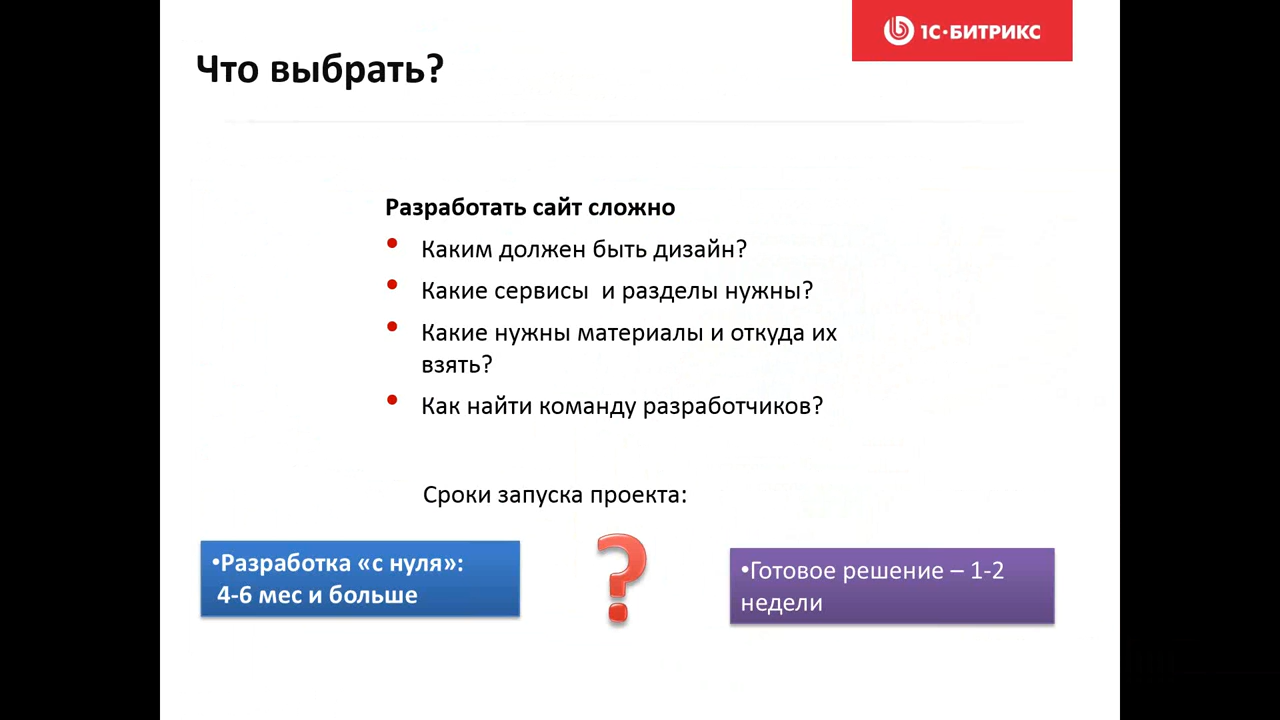 1С·БИТРИКС
Что выбрать?
Разработать сайт сложно
• Каким должен быть дизайн?
• Какие сервисы и разделы нужны?
• Какие нужны материалы и откуда их
взять?
• Как найти команду разработчиков?
Сроки запуска проекта:
•Разработка «с нуля»:
4-6 мес и больше
?
•Готовое решение – 1-2
недели